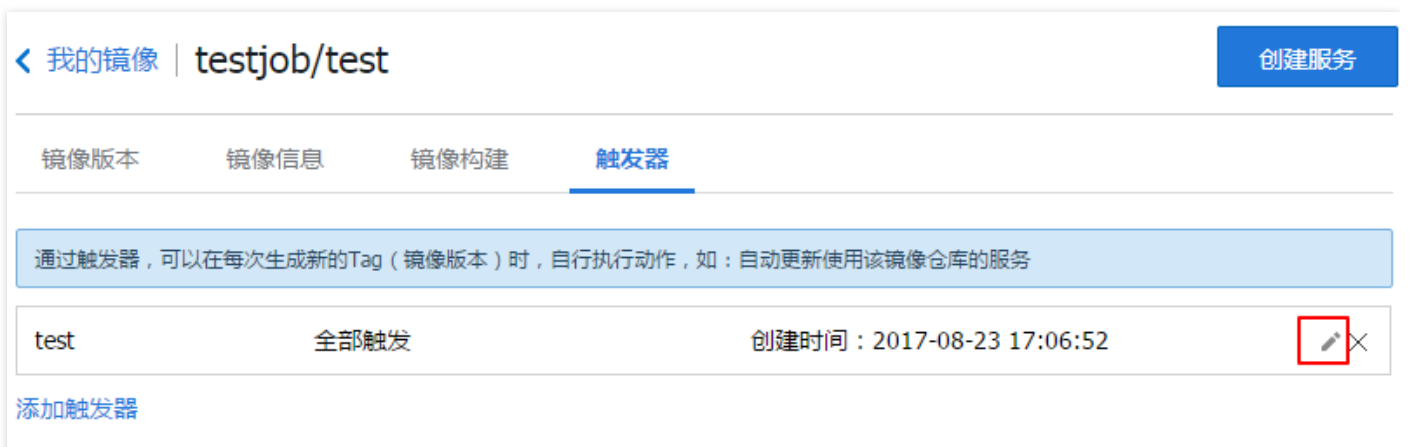 我的镜像 testjob/test 创建服务
镜像版本 镜像信息 镜像构建 触发器
通过触发器，可以在每次生成新的Tag（镜像版本）时，自行执行动作，如：自动更新使用该镜像仓库的服务
test 全部触发 创建时间：2017-08-23 17:06:52
添加触发器